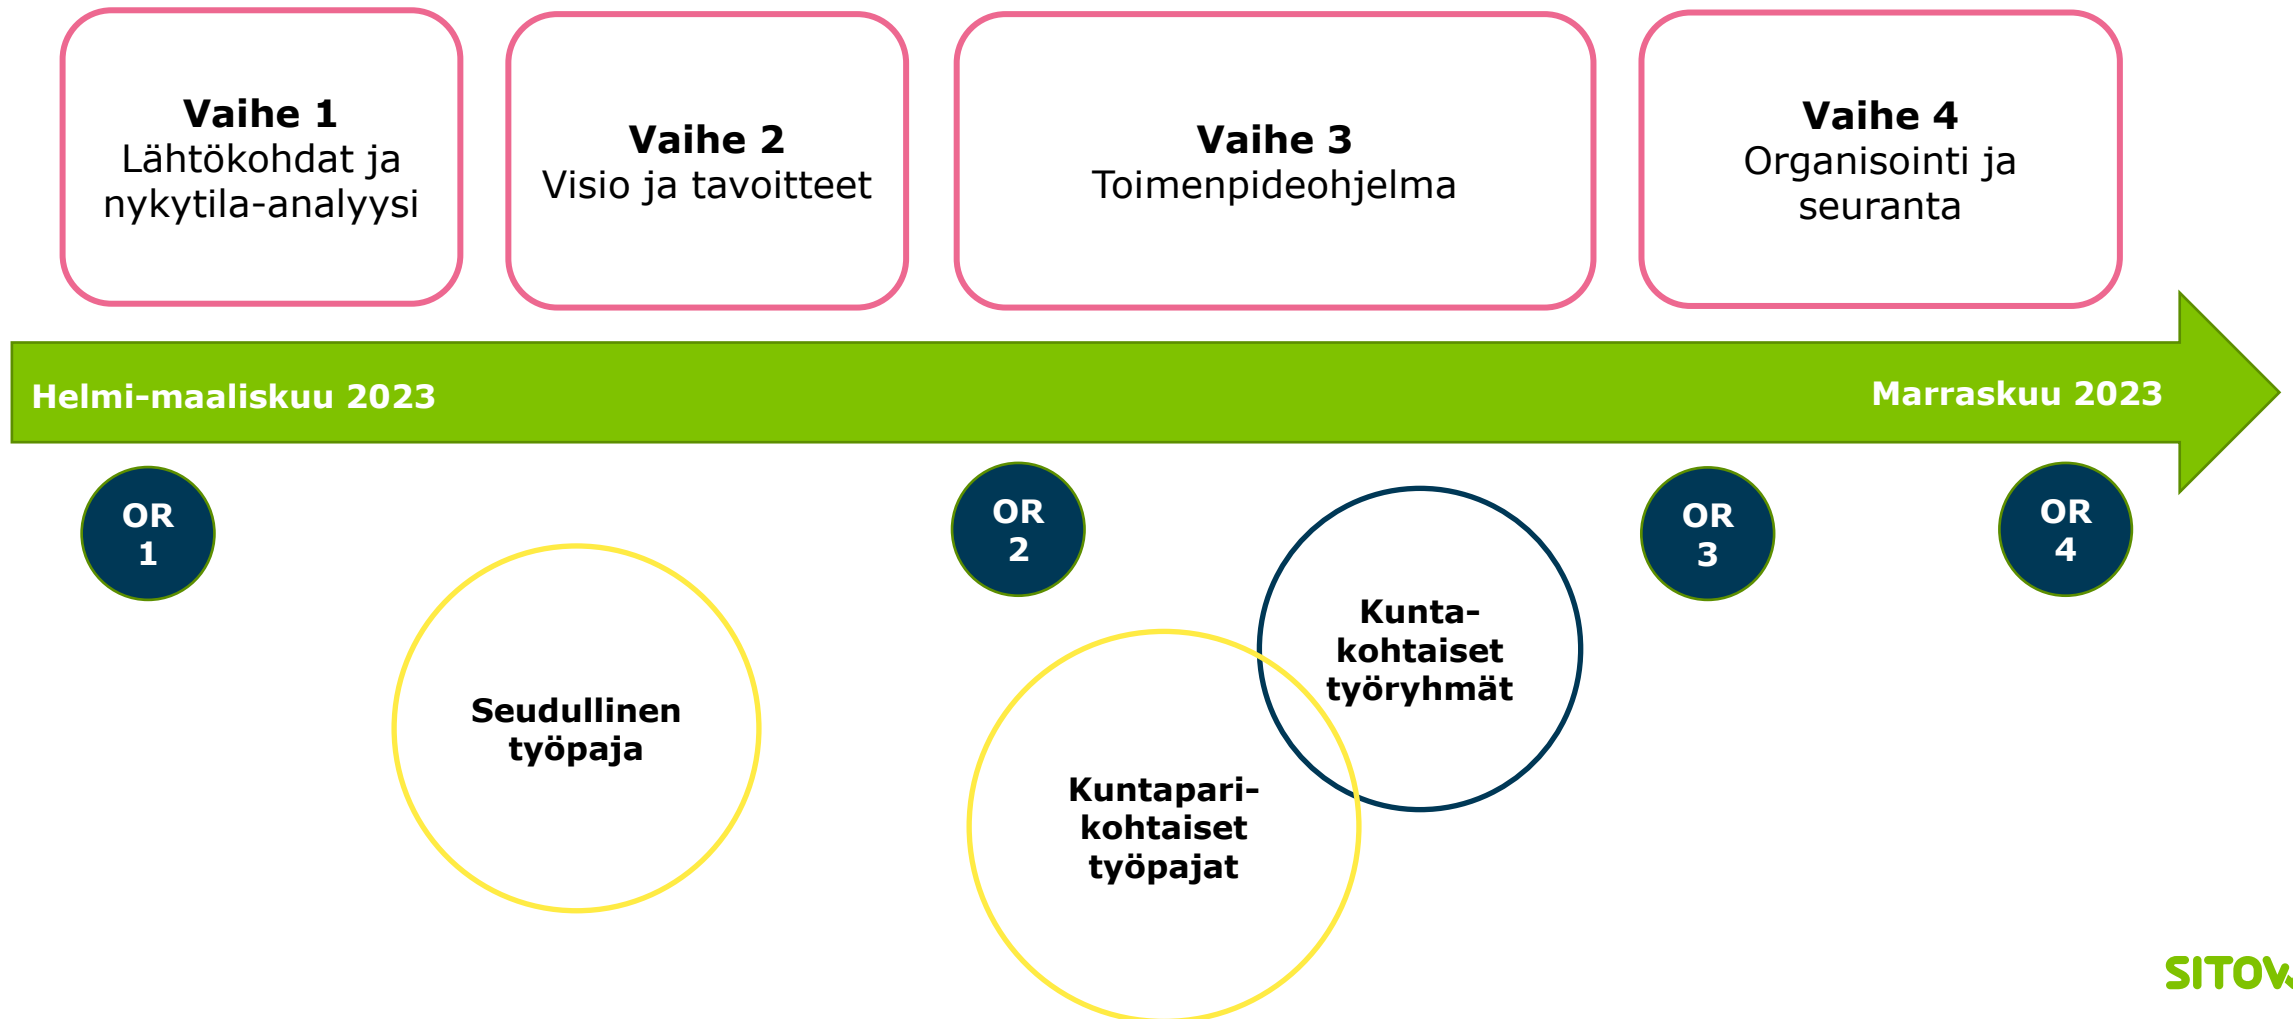 Vaihe 1
Lähtökohdat ja
nykytila-analyysi
Vaihe 2
Visio ja tavoitteet
Vaihe 3
Toimenpideohjelma
Vaihe 4
Organisointi ja
seuranta
Helmi-maaliskuu 2023
Marraskuu 2023
OR
1
OR
2
OR
3
OR
4
Seudullinen
työpaja
Kuntapari-
kohtaiset
työpajat
Kunta-
kohtaiset
työryhmät